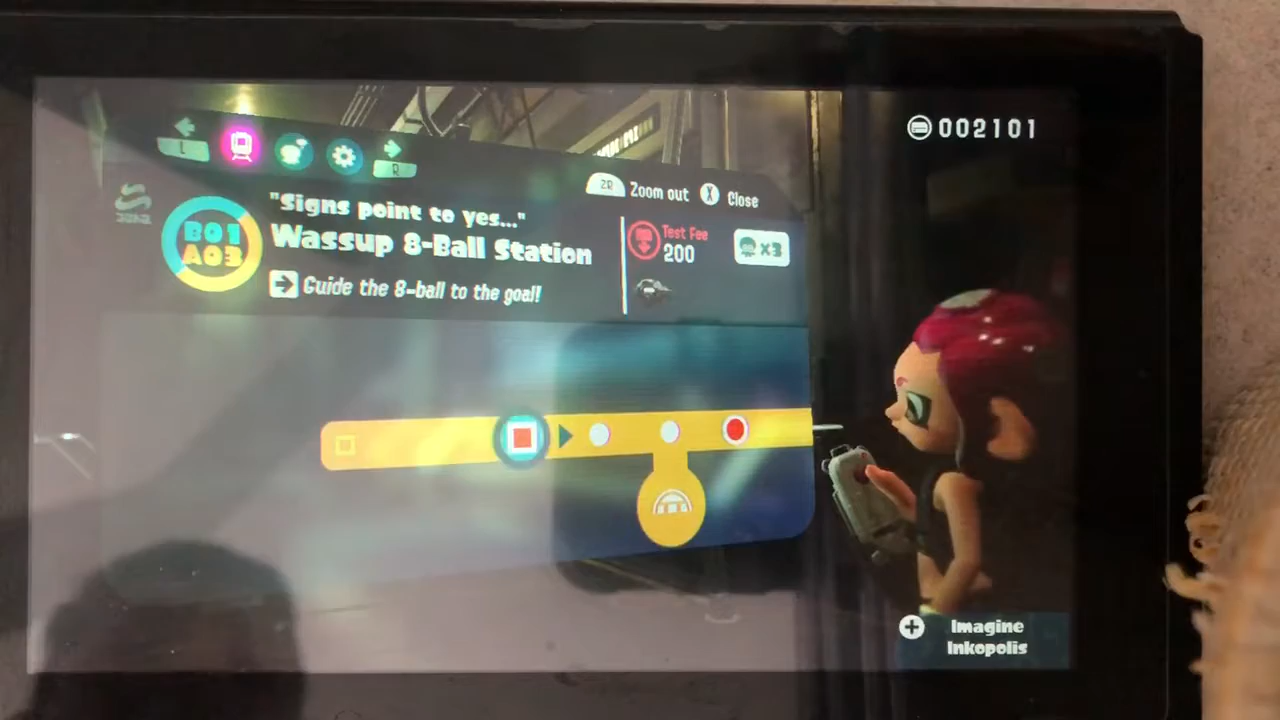 002101
L
R
ZR Zoom out X Close
"Signs point to yes..."
B01
A03
Wassup 8-Ball Station
Test Fee
200
x3
Guide the 8-ball to the goal!
Imagine
Inkopolis